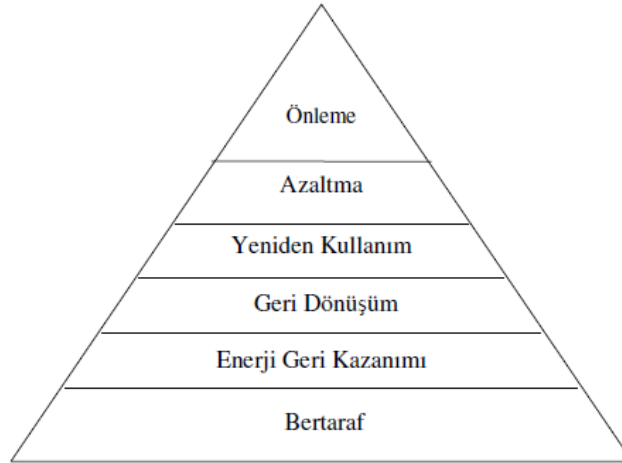 Önleme
Azaltma
Yeniden Kullanım
Geri Dönüşüm
Enerji Geri Kazanımı
Bertaraf